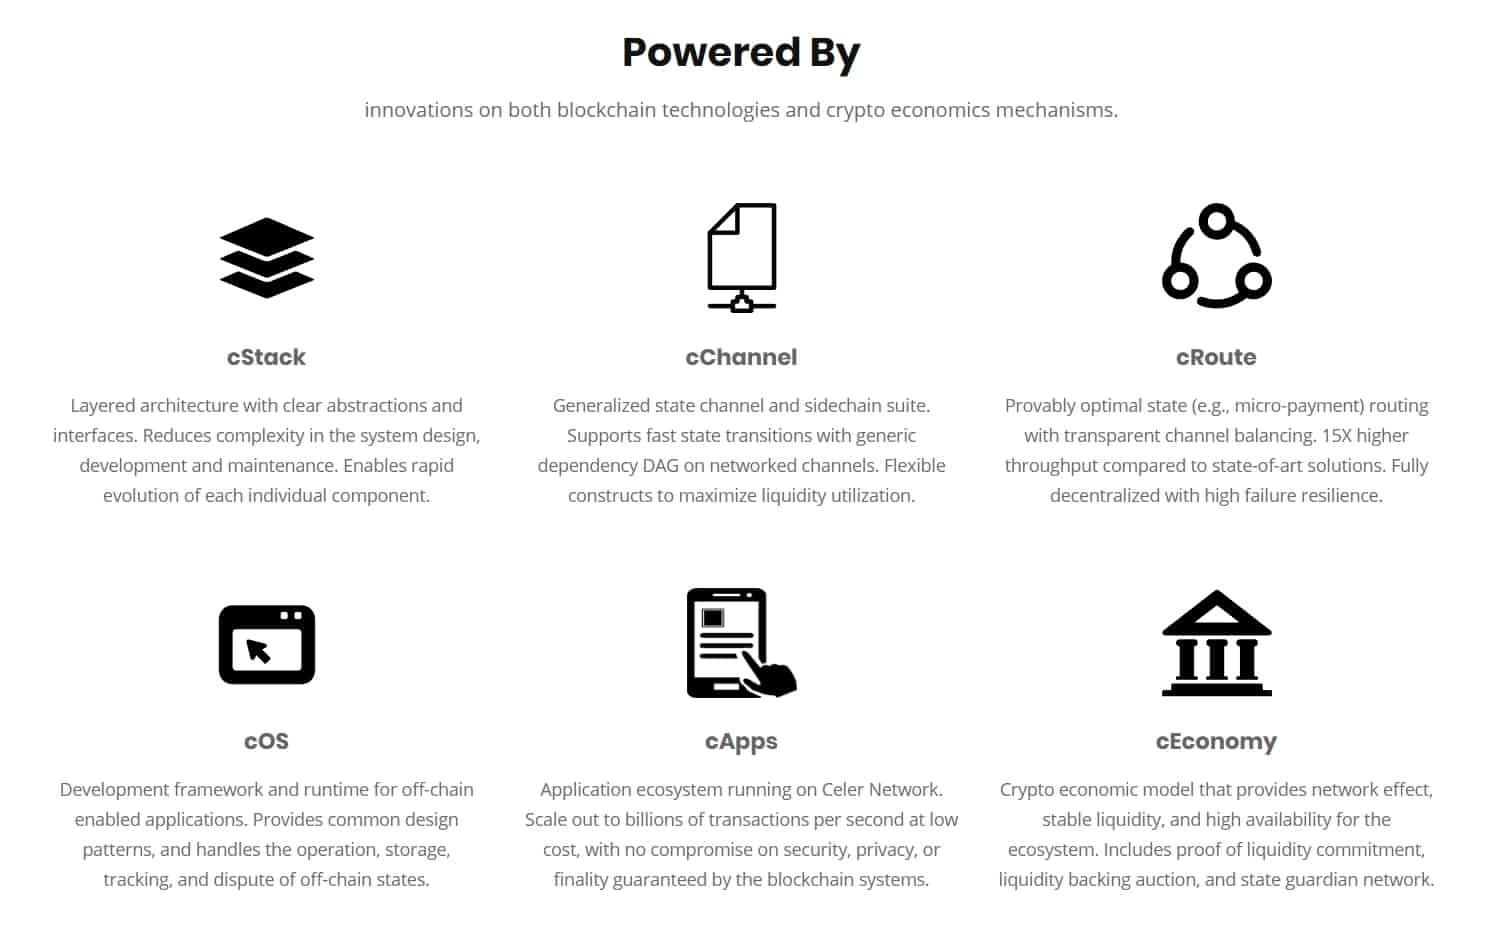 Powered By
innovations on both blockchain technologies and crypto economics mechanisms.
cStack
Layered architecture with clear abstractions and
interfaces. Reduces complexity in the system design,
development and maintenance. Enables rapid
evolution of each individual component.
cChannel
Generalized state channel and sidechain suite.
Supports fast state transitions with generic
dependency DAG on networked channels. Flexible
constructs to maximize liquidity utilization.
cRoute
Provably optimal state (e.g., micro-payment) routing
with transparent channel balancing. 15X higher
throughput compared to state-of-art solutions. Fully
decentralized with high failure resilience.
cOS
Development framework and runtime for off-chain
enabled applications. Provides common design
patterns, and handles the operation, storage,
tracking, and dispute of off-chain states.
cApps
Application ecosystem running on Celer Network.
Scale out to billions of transactions per second at low
cost, with no compromise on security, privacy, or
finality guaranteed by the blockchain systems.
cEconomy
Crypto economic model that provides network effect,
stable liquidity, and high availability for the
ecosystem. Includes proof of liquidity commitment,
liquidity backing auction, and state guardian network.